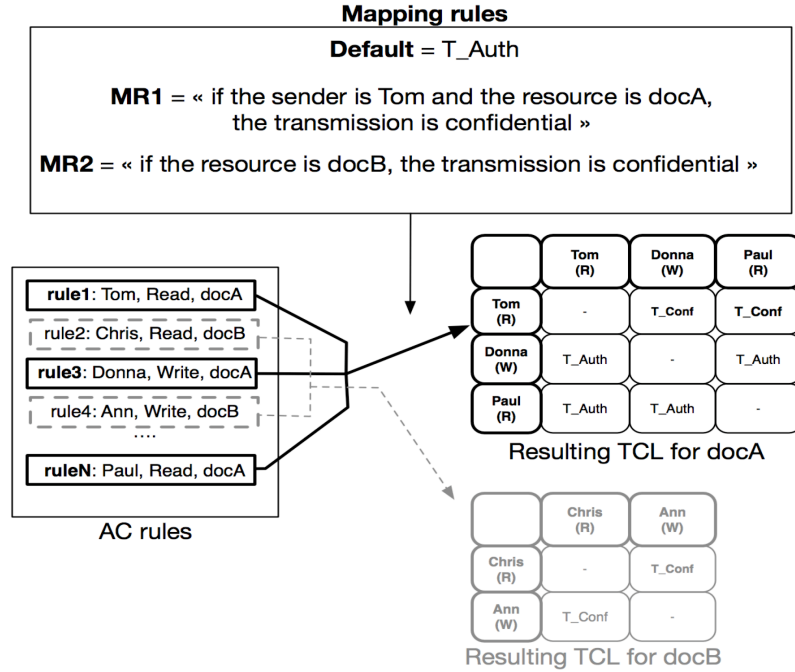 Mapping rules
Default = T_Auth
MR1 = « if the sender is Tom and the resource is docA,
the transmission is confidential »
MR2 = « if the resource is docB, the transmission is confidential »
rule1: Tom, Read, docA
rule2: Chris, Read, docB
rule3: Donna, Write, docA
rule4: Ann, Write, docB
....
ruleN: Paul, Read, docA
AC rules
Tom Donna Paul
(R) (W) (R)
Tom
(R) - T_Conf T_Conf
Donna
(W) T_Auth - T_Auth
Paul
(R) T_Auth T_Auth -
Resulting TCL for docA
Chris Ann
(R) (W)
Chris
(R) - T_Conf
Ann
(W) T_Conf -
Resulting TCL for docB